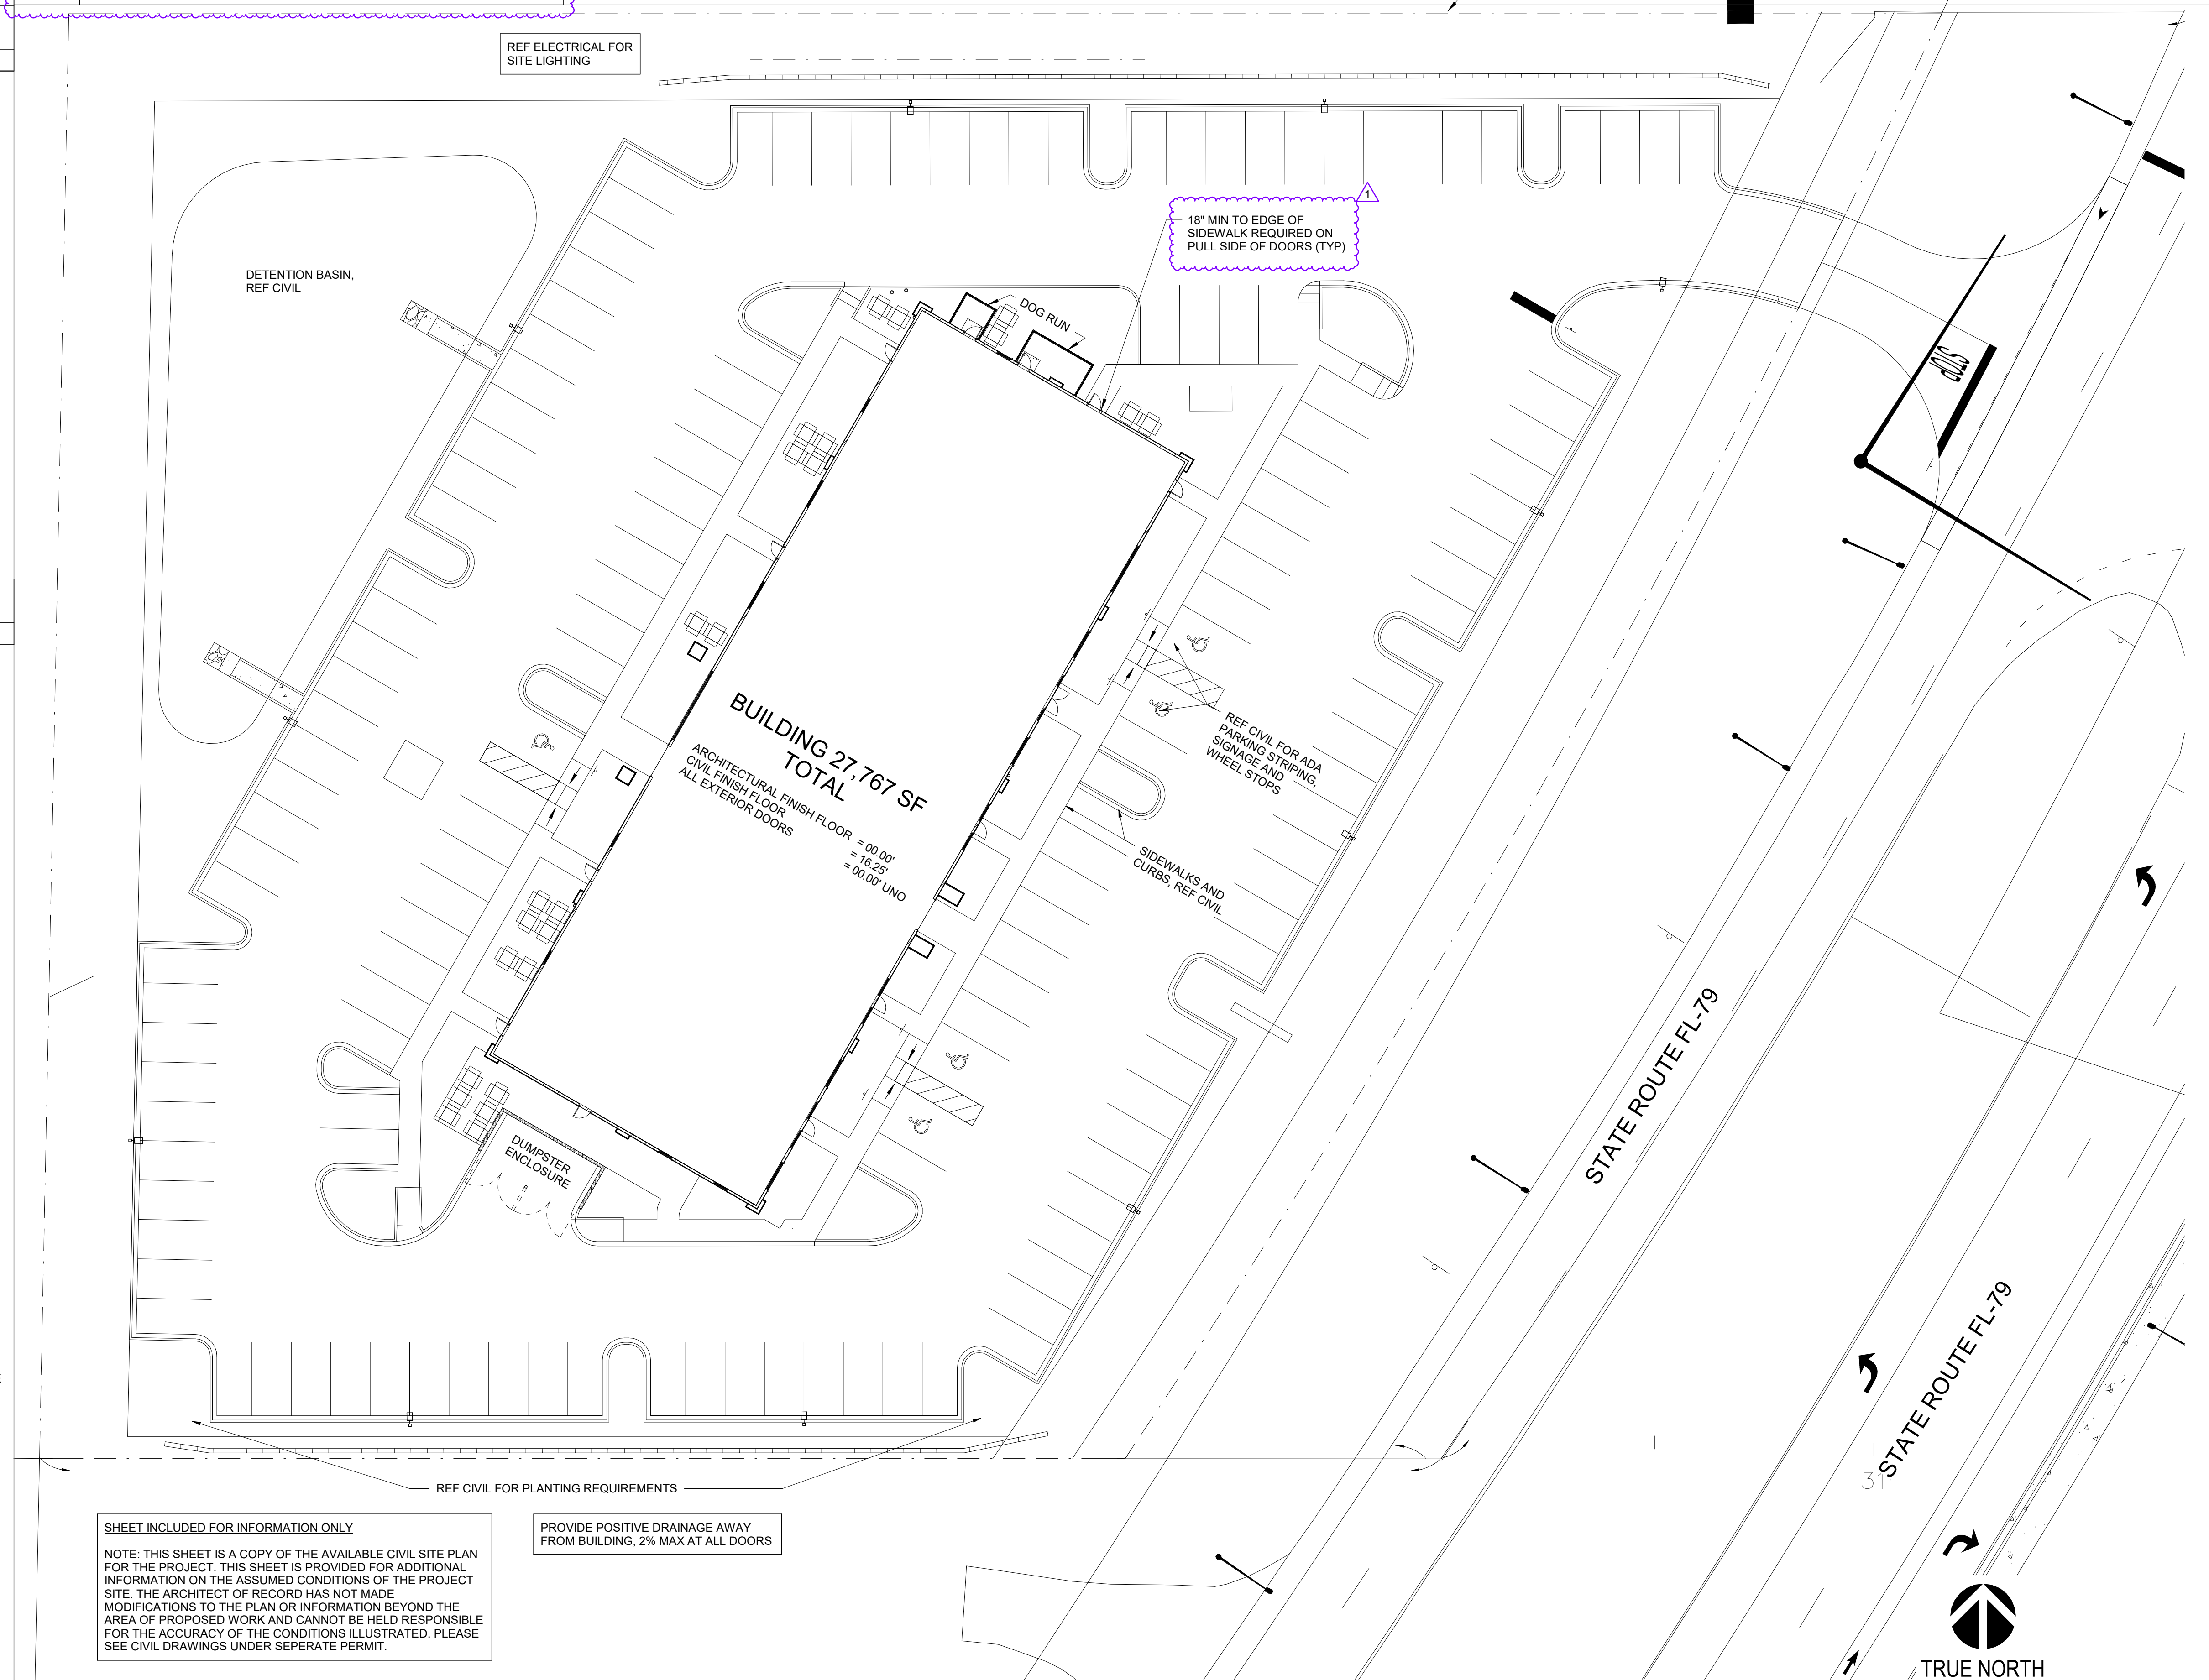 REF ELECTRICAL FOR
SITE LIGHTING
1
18" MIN TO EDGE OF
SIDEWALK REQUIRED ON
PULL SIDE OF DOORS (TYP)
DETENTION BASIN,
REF CIVIL
DOG RUN
STOP
BUILDING 27,767 SF
TOTAL
ARCHITECTURAL FINISH FLOOR = 00.00'
CIVIL FINISH FLOOR = 16.25'
ALL EXTERIOR DOORS = 00.00' UNO
REF CIVIL FOR ADA
PARKING STRIPING,
SIGNAGE AND
WHEEL STOPS
SIDEWALKS AND
CURBS, REF CIVIL
DUMPSTER
ENCLOSURE
STATE ROUTE FL-79
STATE ROUTE FL-79
31
REF CIVIL FOR PLANTING REQUIREMENTS
SHEET INCLUDED FOR INFORMATION ONLY
NOTE: THIS SHEET IS A COPY OF THE AVAILABLE CIVIL SITE PLAN
FOR THE PROJECT. THIS SHEET IS PROVIDED FOR ADDITIONAL
INFORMATION ON THE ASSUMED CONDITIONS OF THE PROJECT
SITE. THE ARCHITECT OF RECORD HAS NOT MADE
MODIFICATIONS TO THE PLAN OR INFORMATION BEYOND THE
AREA OF PROPOSED WORK AND CANNOT BE HELD RESPONSIBLE
FOR THE ACCURACY OF THE CONDITIONS ILLUSTRATED. PLEASE
SEE CIVIL DRAWINGS UNDER SEPERATE PERMIT.
PROVIDE POSITIVE DRAINAGE AWAY
FROM BUILDING, 2% MAX AT ALL DOORS
TRUE NORTH